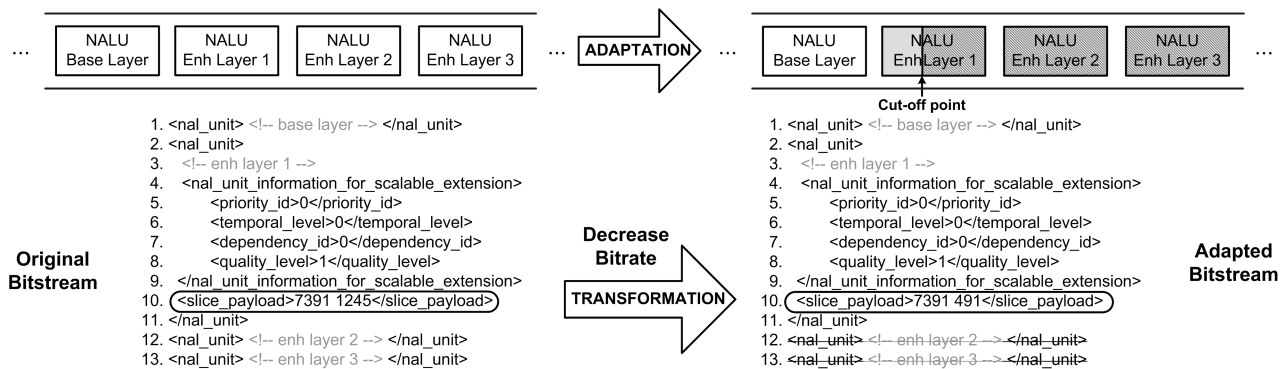 ... NALU Base Layer NALU Enh Layer 1 NALU Enh Layer 2 NALU Enh Layer 3 ...
ADAPTATION
... NALU Base Layer NALU Enh Layer 1 NALU Enh Layer 2 NALU Enh Layer 3 ...
Cut-off point
Original
Bitstream
1. <nal_unit> <!-- base layer --> </nal_unit>
2. <nal_unit>
3. <!-- enh layer 1 -->
4. <nal_unit_information_for_scalable_extension>
5. <priority_id>0</priority_id>
6. <temporal_level>0</temporal_level>
7. <dependency_id>0</dependency_id>
8. <quality_level>1</quality_level>
9. </nal_unit_information_for_scalable_extension>
10. <slice_payload>7391 1245</slice_payload>
11. </nal_unit>
12. <nal_unit> <!-- enh layer 2 --> </nal_unit>
13. <nal_unit> <!-- enh layer 3 --> </nal_unit>
Decrease
Bitrate
TRANSFORMATION
1. <nal_unit> <!-- base layer --> </nal_unit>
2. <nal_unit>
3. <!-- enh layer 1 -->
4. <nal_unit_information_for_scalable_extension>
5. <priority_id>0</priority_id>
6. <temporal_level>0</temporal_level>
7. <dependency_id>0</dependency_id>
8. <quality_level>1</quality_level>
9. </nal_unit_information_for_scalable_extension>
10. <slice_payload>7391 491</slice_payload>
11. </nal_unit>
12. <nal_unit> <!-- enh layer 2 --> </nal_unit>
13. <nal_unit> <!-- enh layer 3 --> </nal_unit>
Adapted
Bitstream